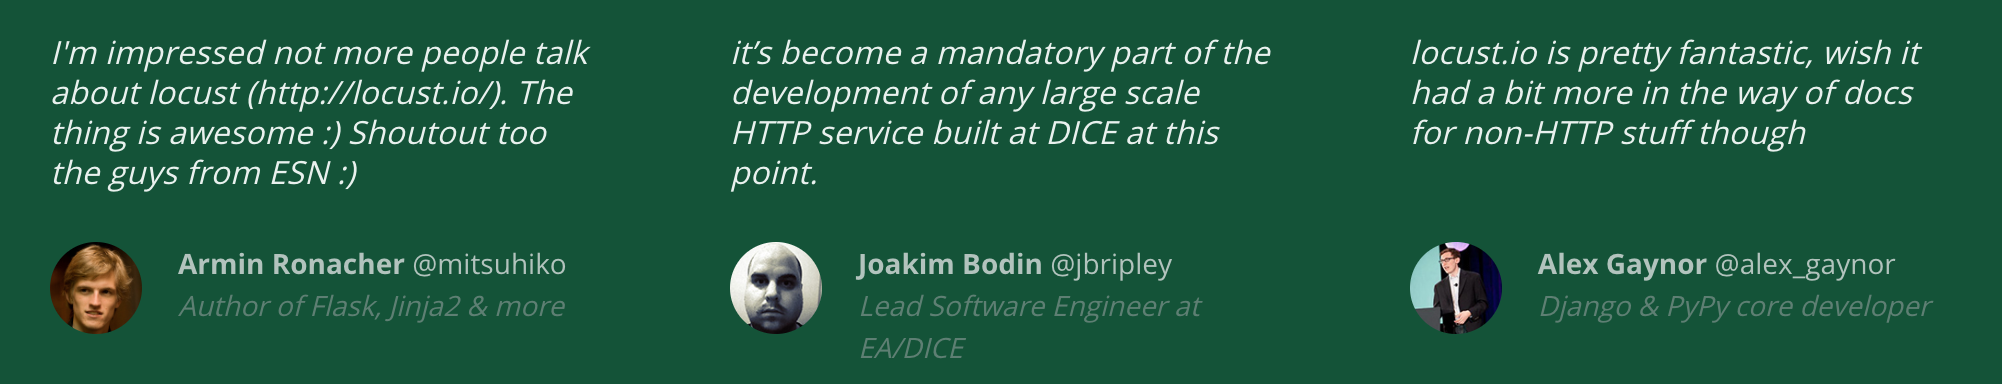 I'm impressed not more people talk
about locust (http://locust.io/). The
thing is awesome :) Shoutout too
the guys from ESN :)
Armin Ronacher @mitsuhiko
Author of Flask, Jinja2 & more
it’s become a mandatory part of the
development of any large scale
HTTP service built at DICE at this
point.
Joakim Bodin @jbripley
Lead Software Engineer at
EA/DICE
locust.io is pretty fantastic, wish it
had a bit more in the way of docs
for non-HTTP stuff though
Alex Gaynor @alex_gaynor
Django & PyPy core developer